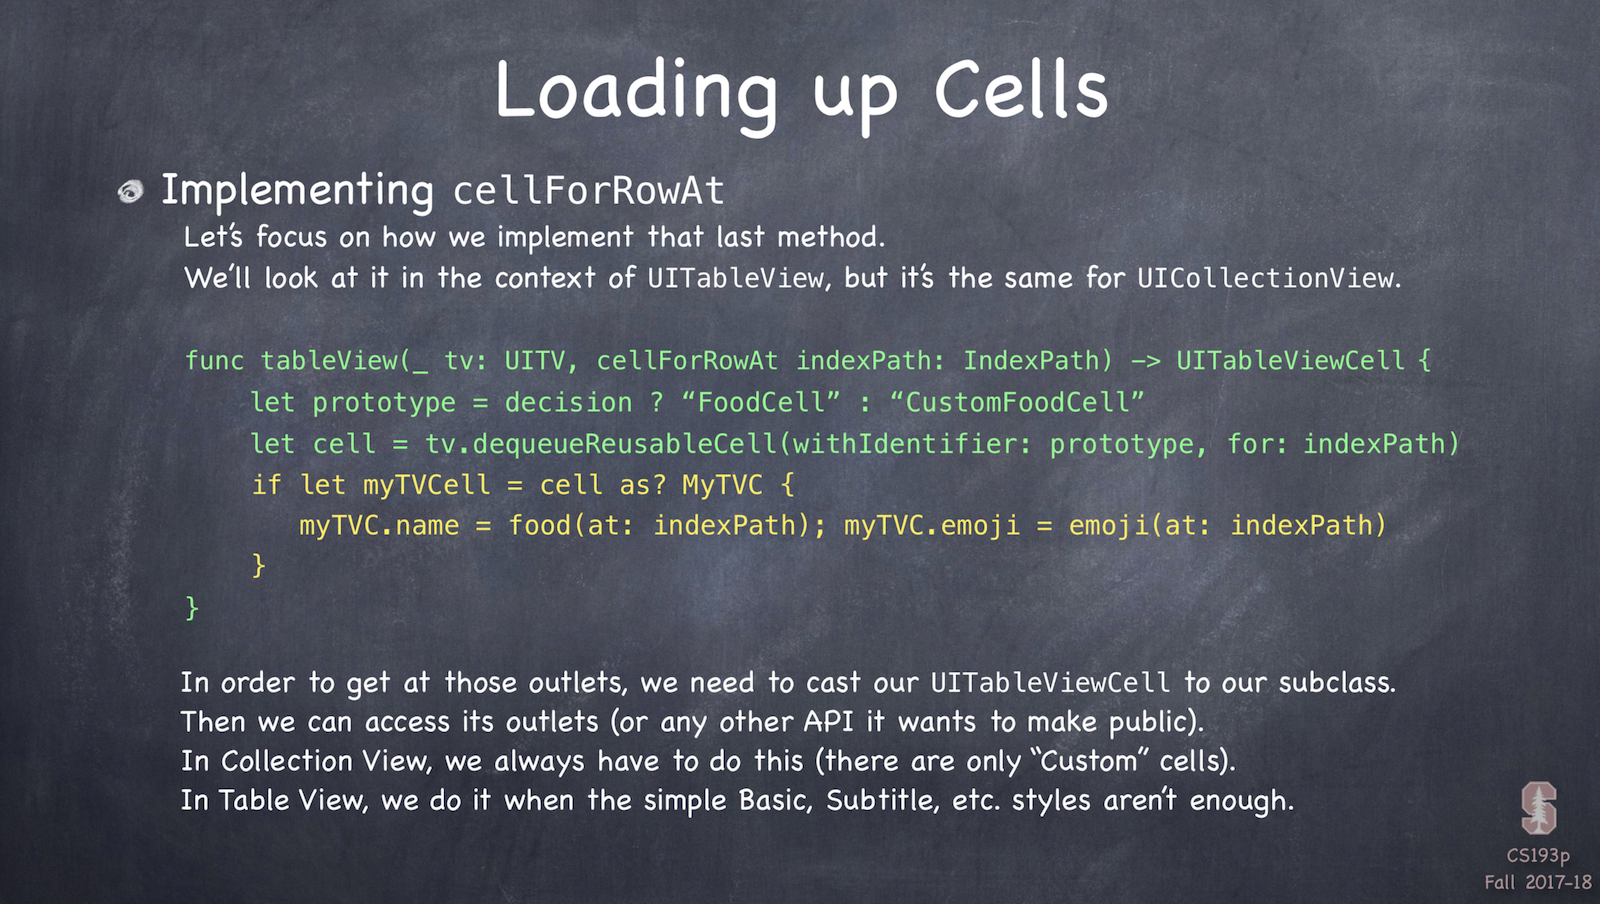 Loading up Cells
Implementing cellForRowAt
Let's focus on how we implement that last method.
We'll look at it in the context of UITableView, but it's the same for UICollectionView.
func tableView(_ tv: UITV, cellForRowAt indexPath: IndexPath) -> UITableViewCell {
let prototype = decision ? “FoodCell” : “CustomFoodCell”
let cell = tv.dequeueReusableCell(withIdentifier: prototype, for: indexPath)
if let myTVCell = cell as? MyTVC {
myTVC.name = food(at: indexPath); myTVC.emoji = emoji(at: indexPath)
}
}
In order to get at those outlets, we need to cast our UITableViewCell to our subclass.
Then we can access its outlets (or any other API it wants to make public).
In Collection View, we always have to do this (there are only “Custom” cells).
In Table View, we do it when the simple Basic, Subtitle, etc. styles aren't enough.
S
CS193p
Fall 2017-18